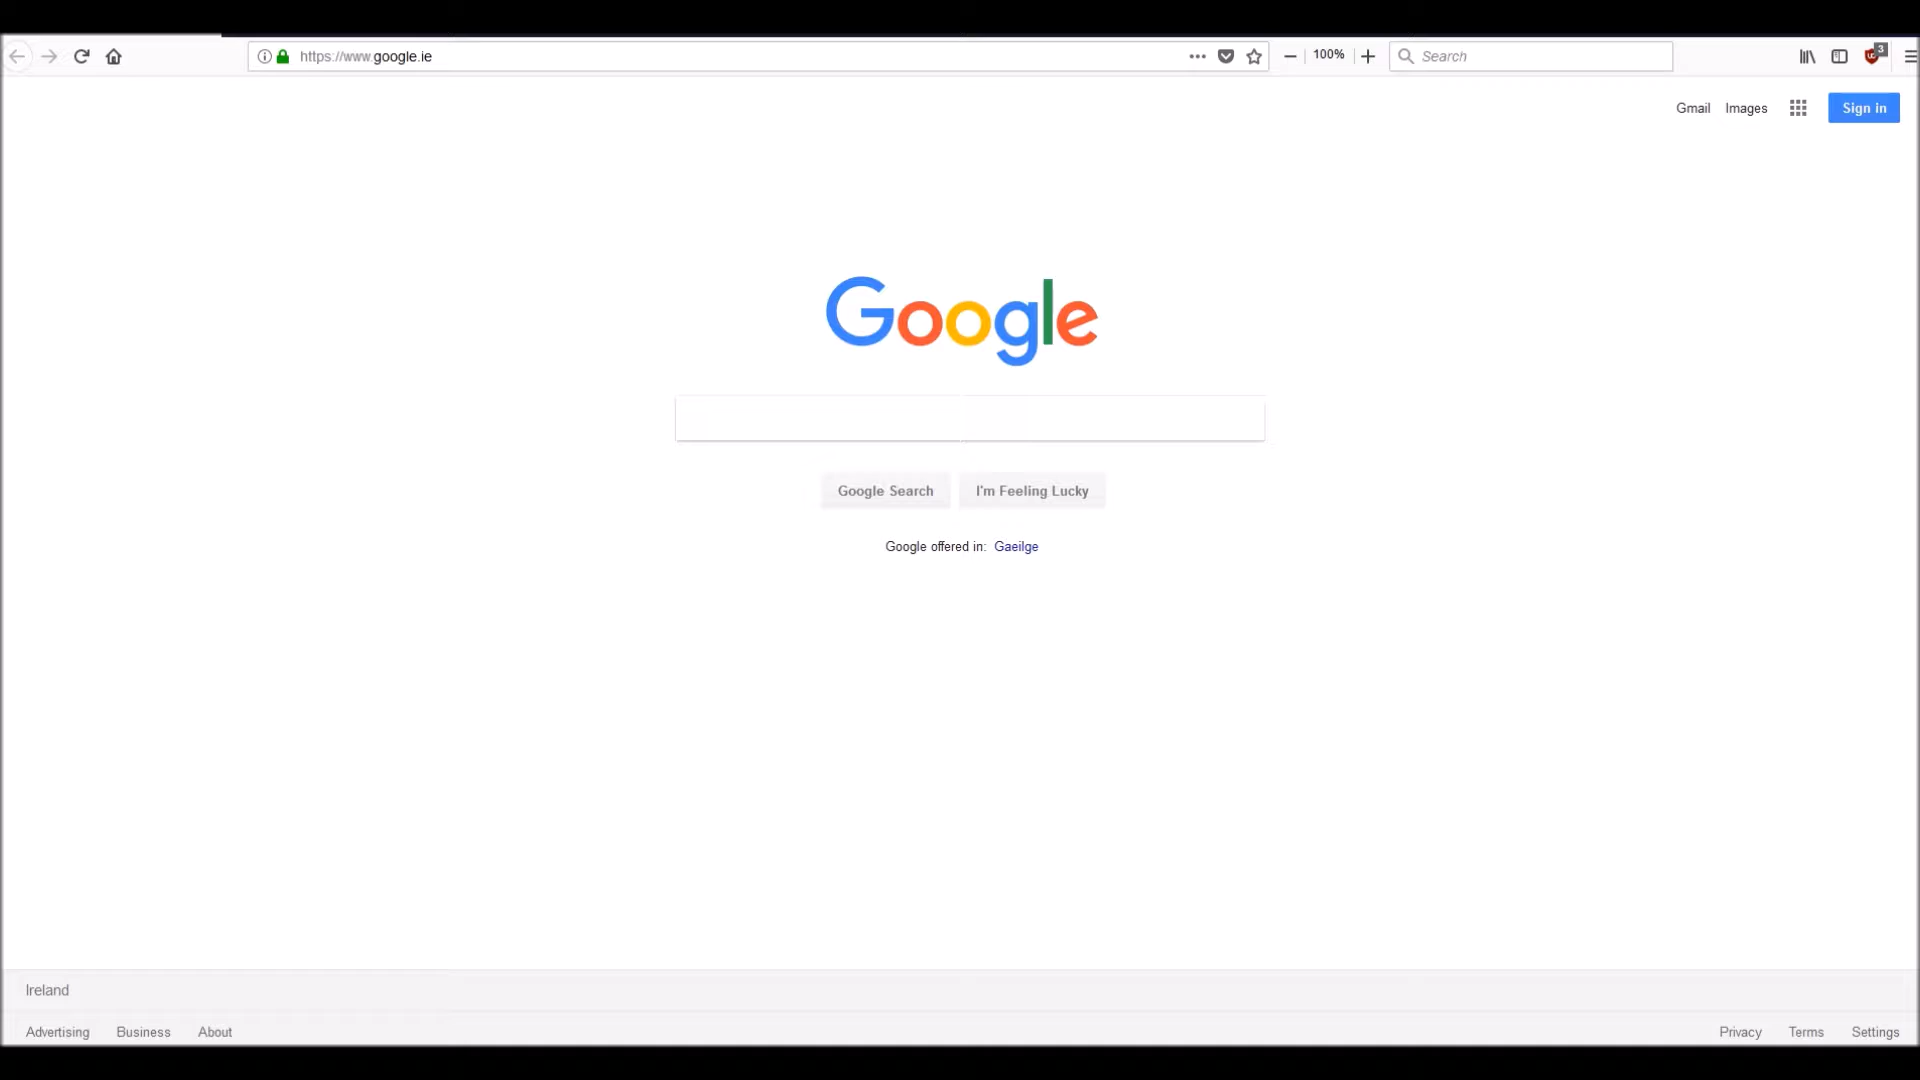 https://www.google.ie
100%
Search
3
Gmail Images
Sign in
Google
Google Search
I'm Feeling Lucky
Google offered in: Gaeilge
Ireland
Advertising Business About
Privacy Terms Settings